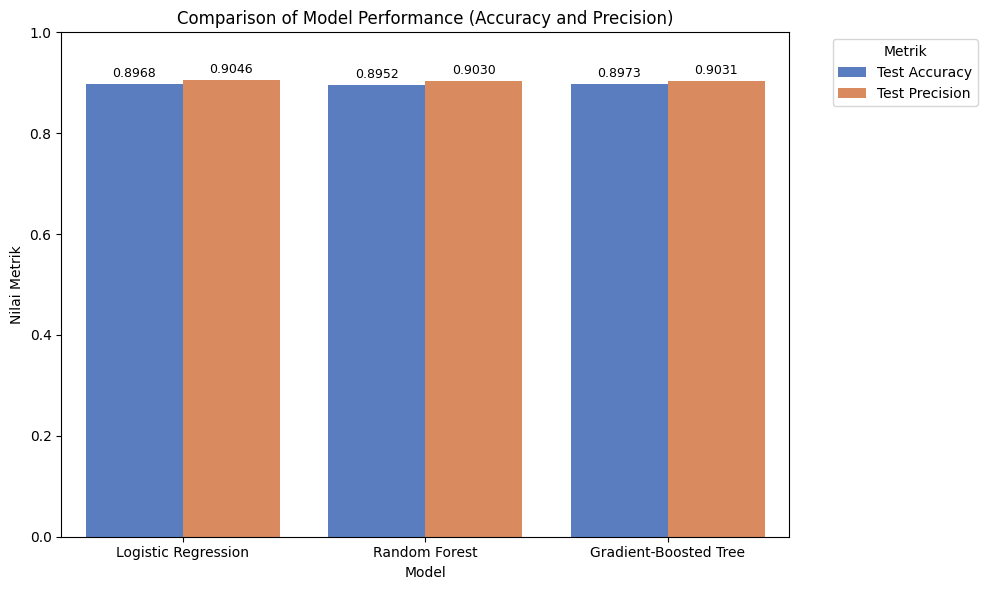 Comparison of Model Performance (Accuracy and Precision)
Nilai Metrik
1.0
0.8
0.6
0.4
0.2
0.0
0.8968
0.9046
0.8952
0.9030
0.8973
0.9031
Logistic Regression
Random Forest
Gradient-Boosted Tree
Model
Metrik
Test Accuracy
Test Precision